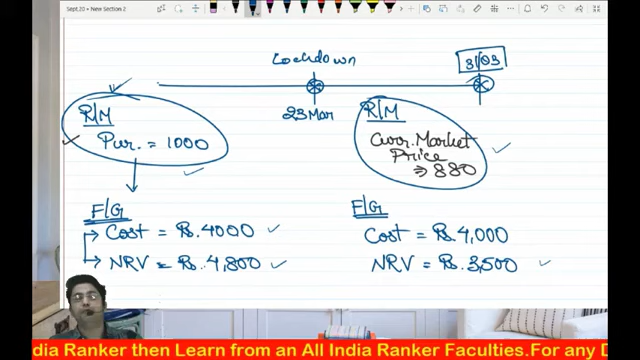 Sept.20 + New Section 2
Lockdown
31/03
23 Mar
R/M
Pur. = 1000
R/M
Curr. Market
Price
⇒ 880
F/G
Cost = Rs. 4000
NRV = Rs. 4,800
F/G
Cost = Rs. 4,000
NRV = Rs. 3,500
dia Ranker then Learn from an All India Ranker Faculties.For any D